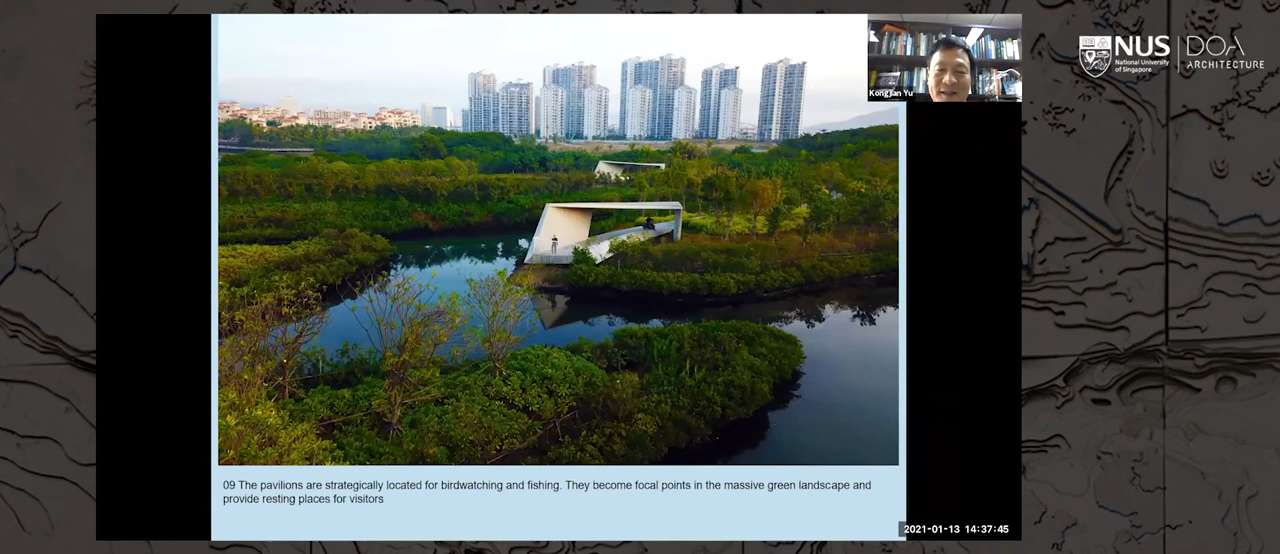 KongJian Yu
NUS
National University
of Singapore
DOA
ARCHITECTURE
09 The pavilions are strategically located for birdwatching and fishing. They become focal points in the massive green landscape and
provide resting places for visitors
2021-01-13 14:37:45